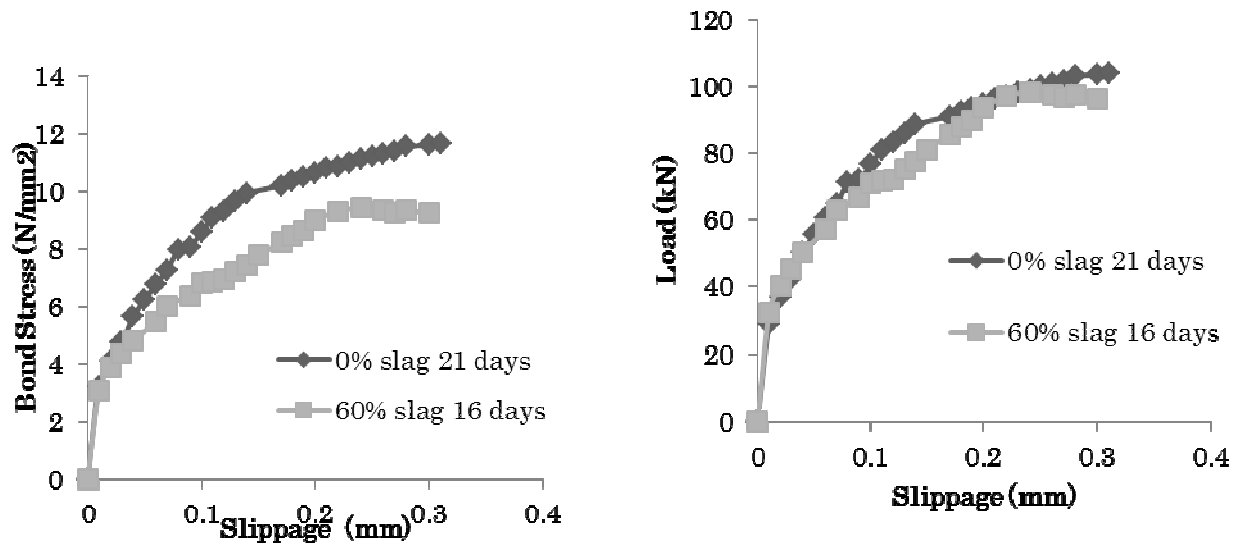 14
12
10
8
6
4
2
0
Bond Stress (N/mm2)
0% slag 21 days
60% slag 16 days
0 0.1 0.2 0.3 0.4
Slippage (mm)
120
100
80
60
40
20
0
Load (kN)
0% slag 21 days
60% slag 16 days
0 0.1 0.2 0.3 0.4
Slippage (mm)